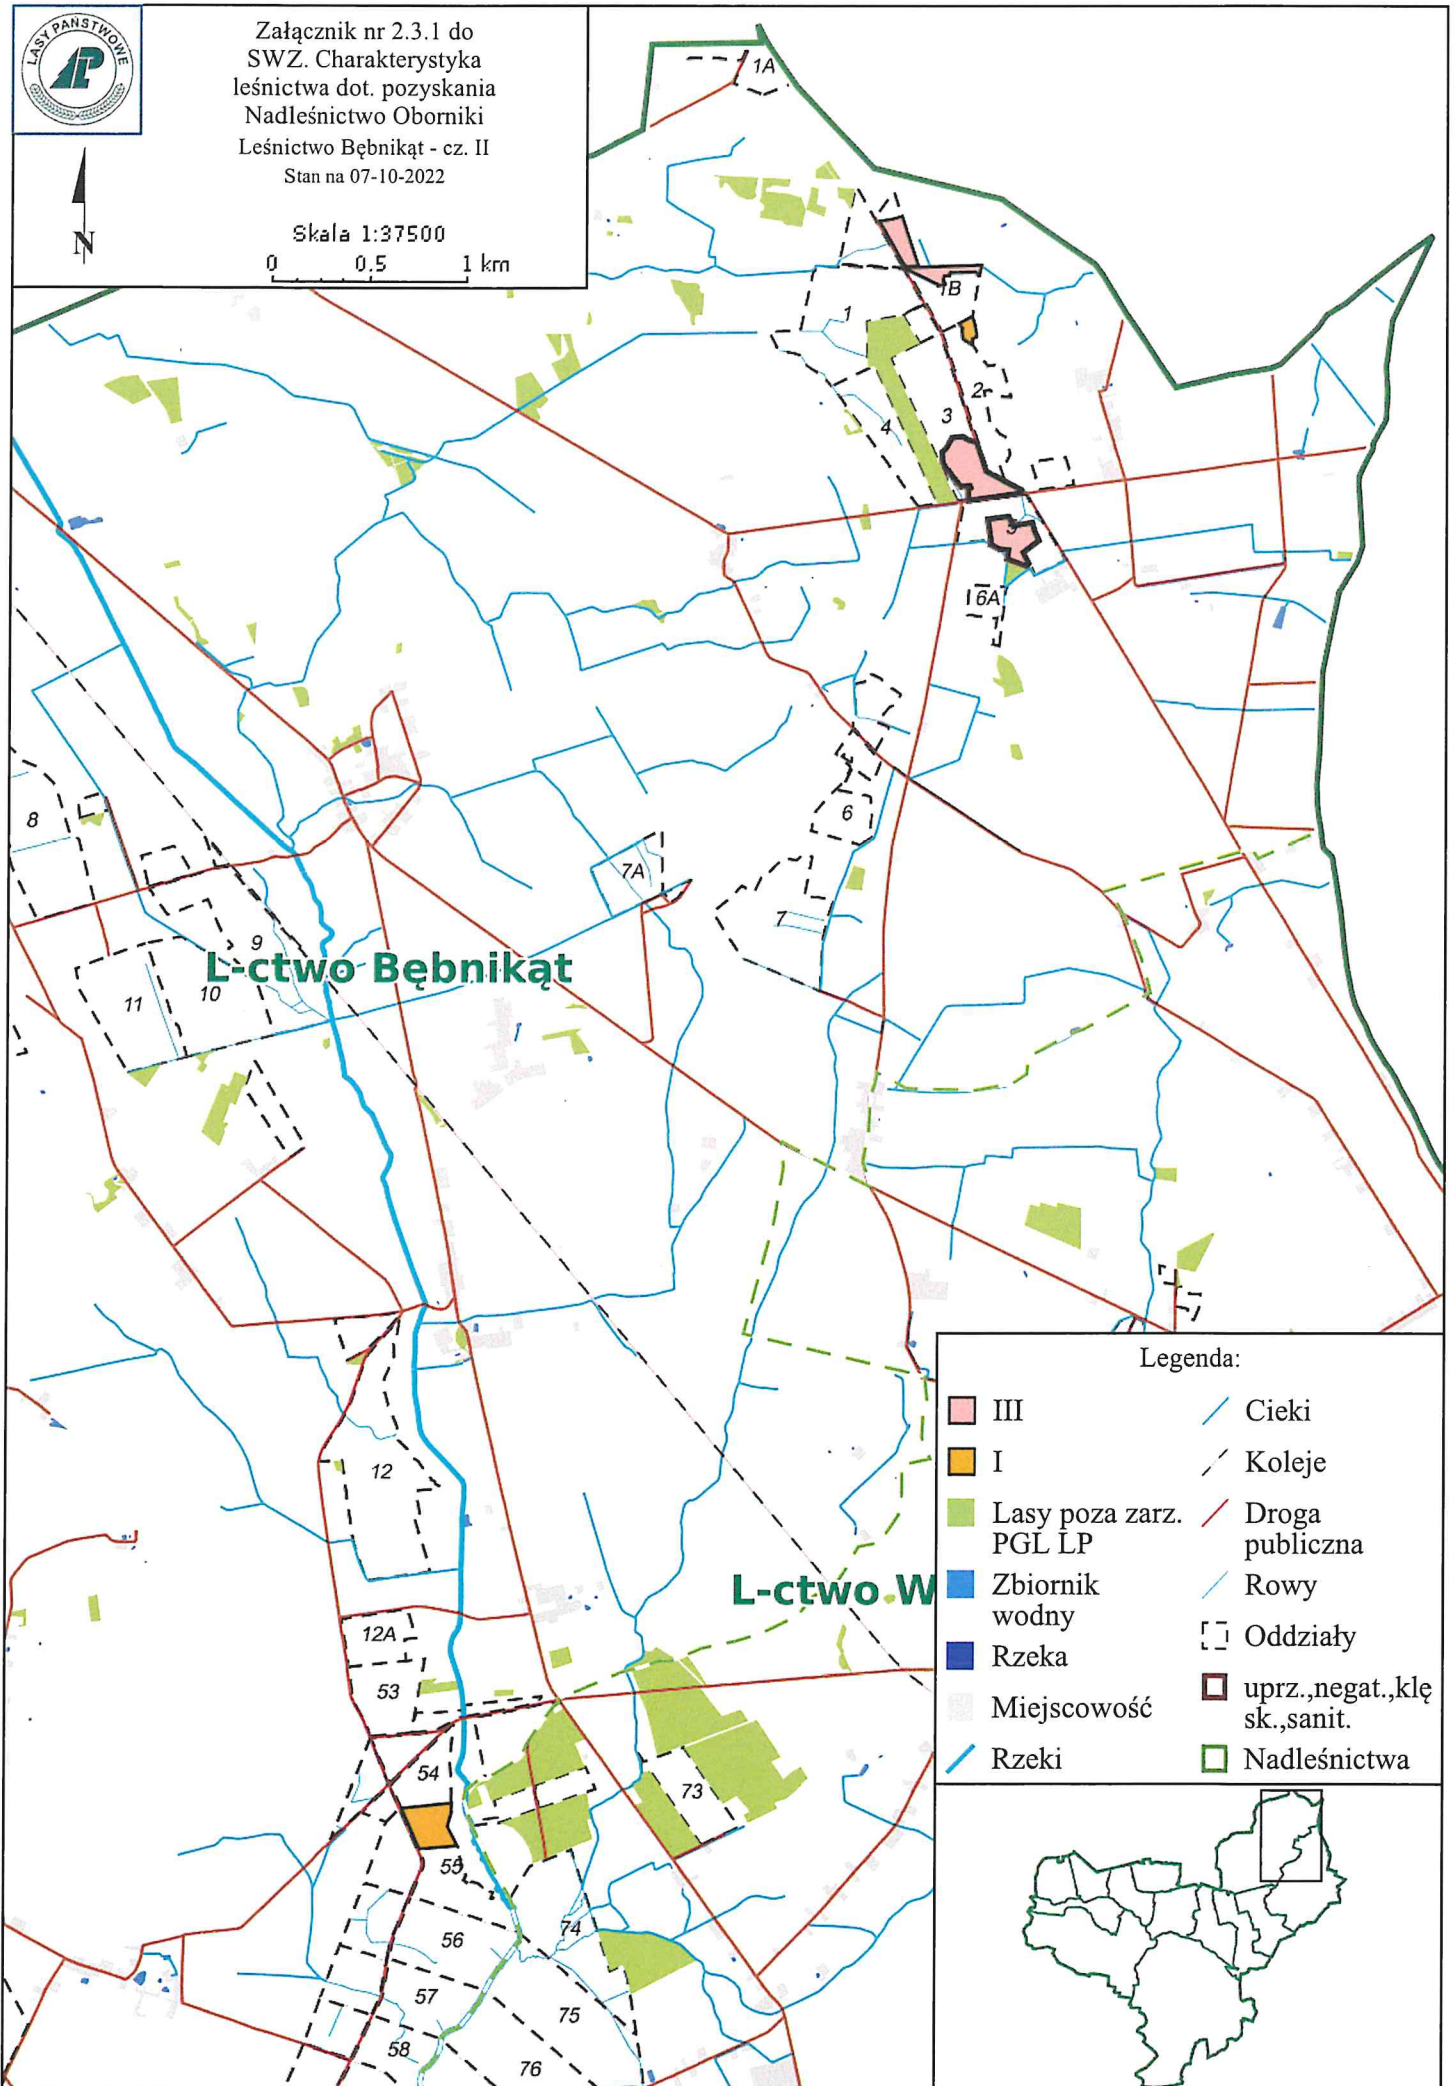 LASY PAŃSTWOWE
LP
Załącznik nr 2.3.1 do
SWZ. Charakterystyka
leśnictwa dot. pozyskania
Nadleśnictwo Oborniki
Leśnictwo Bębnikąt - cz. II
Stan na 07-10-2022
N
Skala 1:37500
0 0.5 1 km
1A
1B
1
2
3
4
5
6A
6
7A
7
8
9
L-ctwo Bębnikąt
10
11
12
L-ctwo W
12A
53
54
73
55
74
56
57
75
58
76
Legenda:
III
I
Lasy poza zarz.
PGL LP
Zbiornik
wodny
Rzeka
Miejscowość
Rzeki
Cieki
Koleje
Droga
publiczna
Rowy
Oddziały
uprz.,negat.,klę
sk.,sanit.
Nadleśnictwa